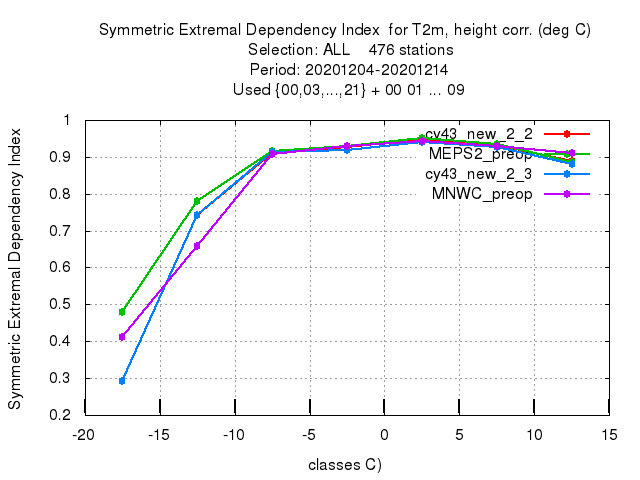 Symmetric Extremal Dependency Index for T2m, height corr. (deg C)
Selection: ALL 476 stations
Period: 20201204-20201214
Used {00,03,...,21} + 00 01 ... 09
Symmetric Extremal Dependency Index
1
0.9
0.8
0.7
0.6
0.5
0.4
0.3
0.2
cy43_new_2_2
MEPS2_preop
cy43_new_2_3
MNWC_preop
-20 -15 -10 -5 0 5 10 15
classes C)